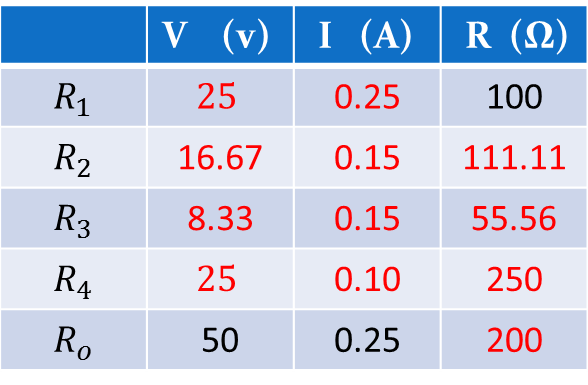 V (v) I (A) R (Ω)
R₁ 25 0.25 100
R₂ 16.67 0.15 111.11
R₃ 8.33 0.15 55.56
R₄ 25 0.10 250
Rₒ 50 0.25 200